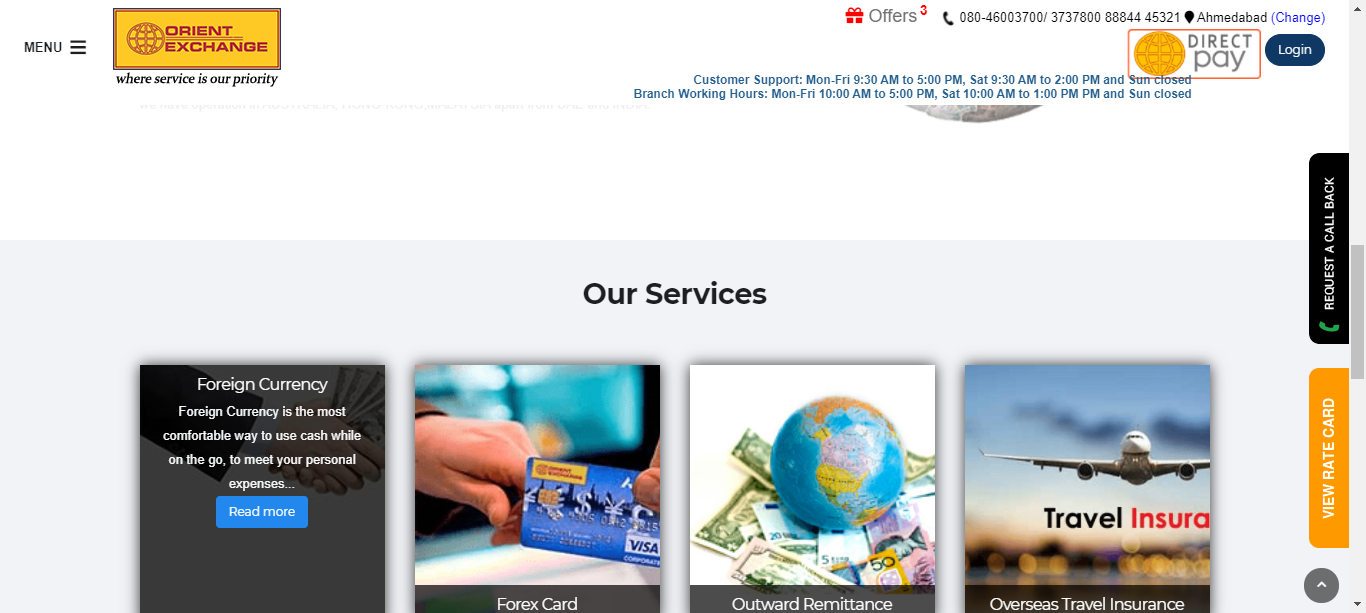 MENU
ORIENT
EXCHANGE
where service is our priority
Offers 3
080-46003700/ 3737800 88844 45321 Ahmedabad (Change)
DIRECT
pay
Login
Customer Support: Mon-Fri 9:30 AM to 5:00 PM, Sat 9:30 AM to 2:00 PM and Sun closed
Branch Working Hours: Mon-Fri 10:00 AM to 5:00 PM, Sat 10:00 AM to 1:00 PM PM and Sun closed
REQUEST A CALL BACK
VIEW RATE CARD
Our Services
Foreign Currency
Foreign Currency is the most
comfortable way to use cash while
on the go, to meet your personal
expenses...
Read more
ORIENT
EXCHANGE
VISA
CORPORATE
Forex Card
20
5
50
Outward Remittance
Travel Insura
Overseas Travel Insurance